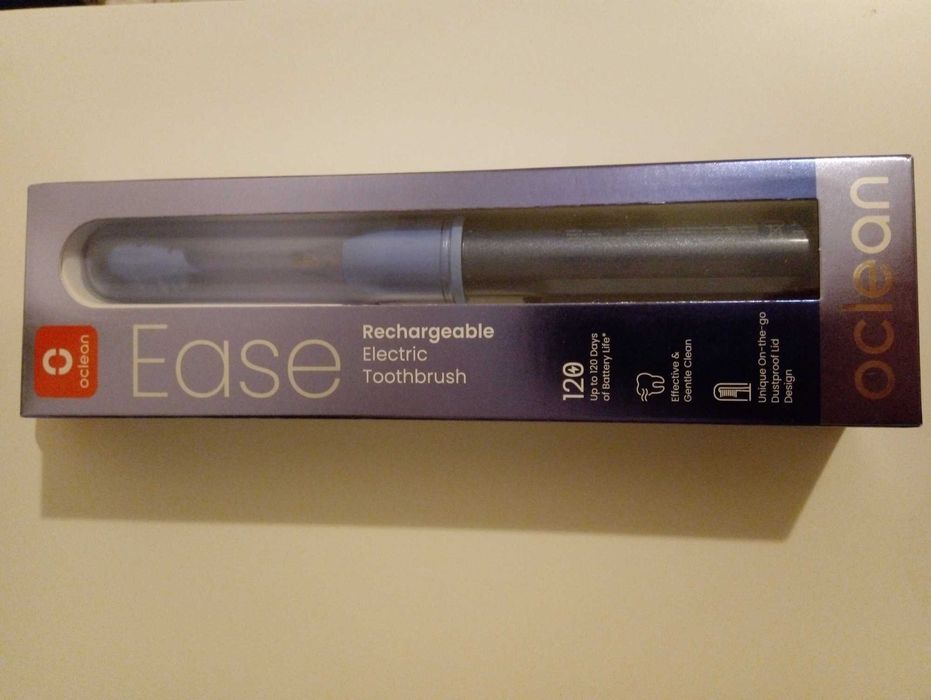 oclean
Ease
Rechargeable
Electric
Toothbrush
120
Up to 120 Days
of Battery Life*
Effective &
Gentle Clean
Unique On-the-go
Dustproof Lid
Design
oclean